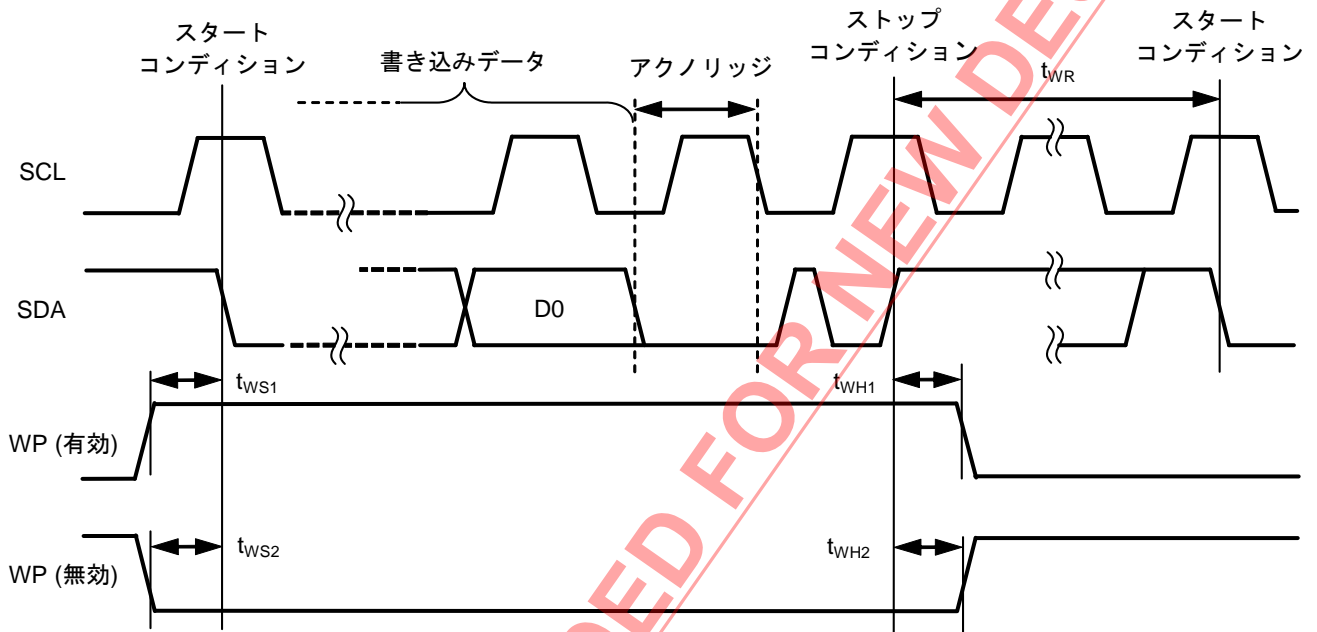 スタート
コンディション
書き込みデータ
アクノリッジ
ストップ
コンディション
スタート
コンディション
tWR
SCL
SDA
D0
tWS1
tWH1
WP (有効)
tWS2
tWH2
WP (無効)
FOR NEW